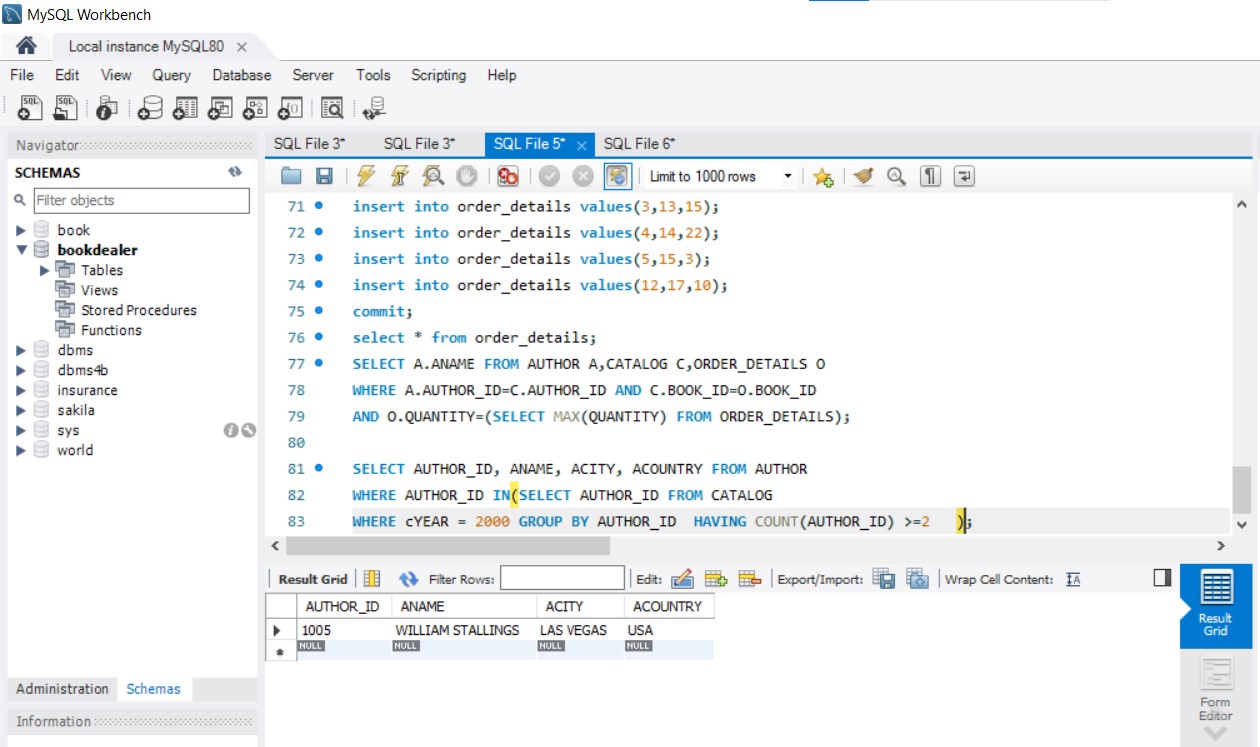 MySQL Workbench
Local instance MySQL80
File Edit View Query Database Server Tools Scripting Help
Navigator
SCHEMAS
Filter objects
book
bookdealer
Tables
Views
Stored Procedures
Functions
dbms
dbms4b
insurance
sakila
sys
world
Administration Schemas
Information
SQL File 3* SQL File 3* SQL File 5* SQL File 6*
Limit to 1000 rows
71 insert into order_details values(3,13,15);
72 insert into order_details values(4,14,22);
73 insert into order_details values(5,15,3);
74 insert into order_details values(12,17,10);
75 commit;
76 select * from order_details;
77 SELECT A.ANAME FROM AUTHOR A,CATALOG C,ORDER_DETAILS O
78 WHERE A.AUTHOR_ID=C.AUTHOR_ID AND C.BOOK_ID=O.BOOK_ID
79 AND O.QUANTITY=(SELECT MAX(QUANTITY) FROM ORDER_DETAILS);
80
81 SELECT AUTHOR_ID, ANAME, ACITY, ACOUNTRY FROM AUTHOR
82 WHERE AUTHOR_ID IN(SELECT AUTHOR_ID FROM CATALOG
83 WHERE cYEAR = 2000 GROUP BY AUTHOR_ID  HAVING COUNT(AUTHOR_ID) >=2   );
Result Grid Filter Rows: Edit: Export/Import: Wrap Cell Content: IA
AUTHOR_ID ANAME ACITY ACOUNTRY
1005 WILLIAM STALLINGS LAS VEGAS USA
NULL NULL NULL NULL
Result
Grid
Form
Editor